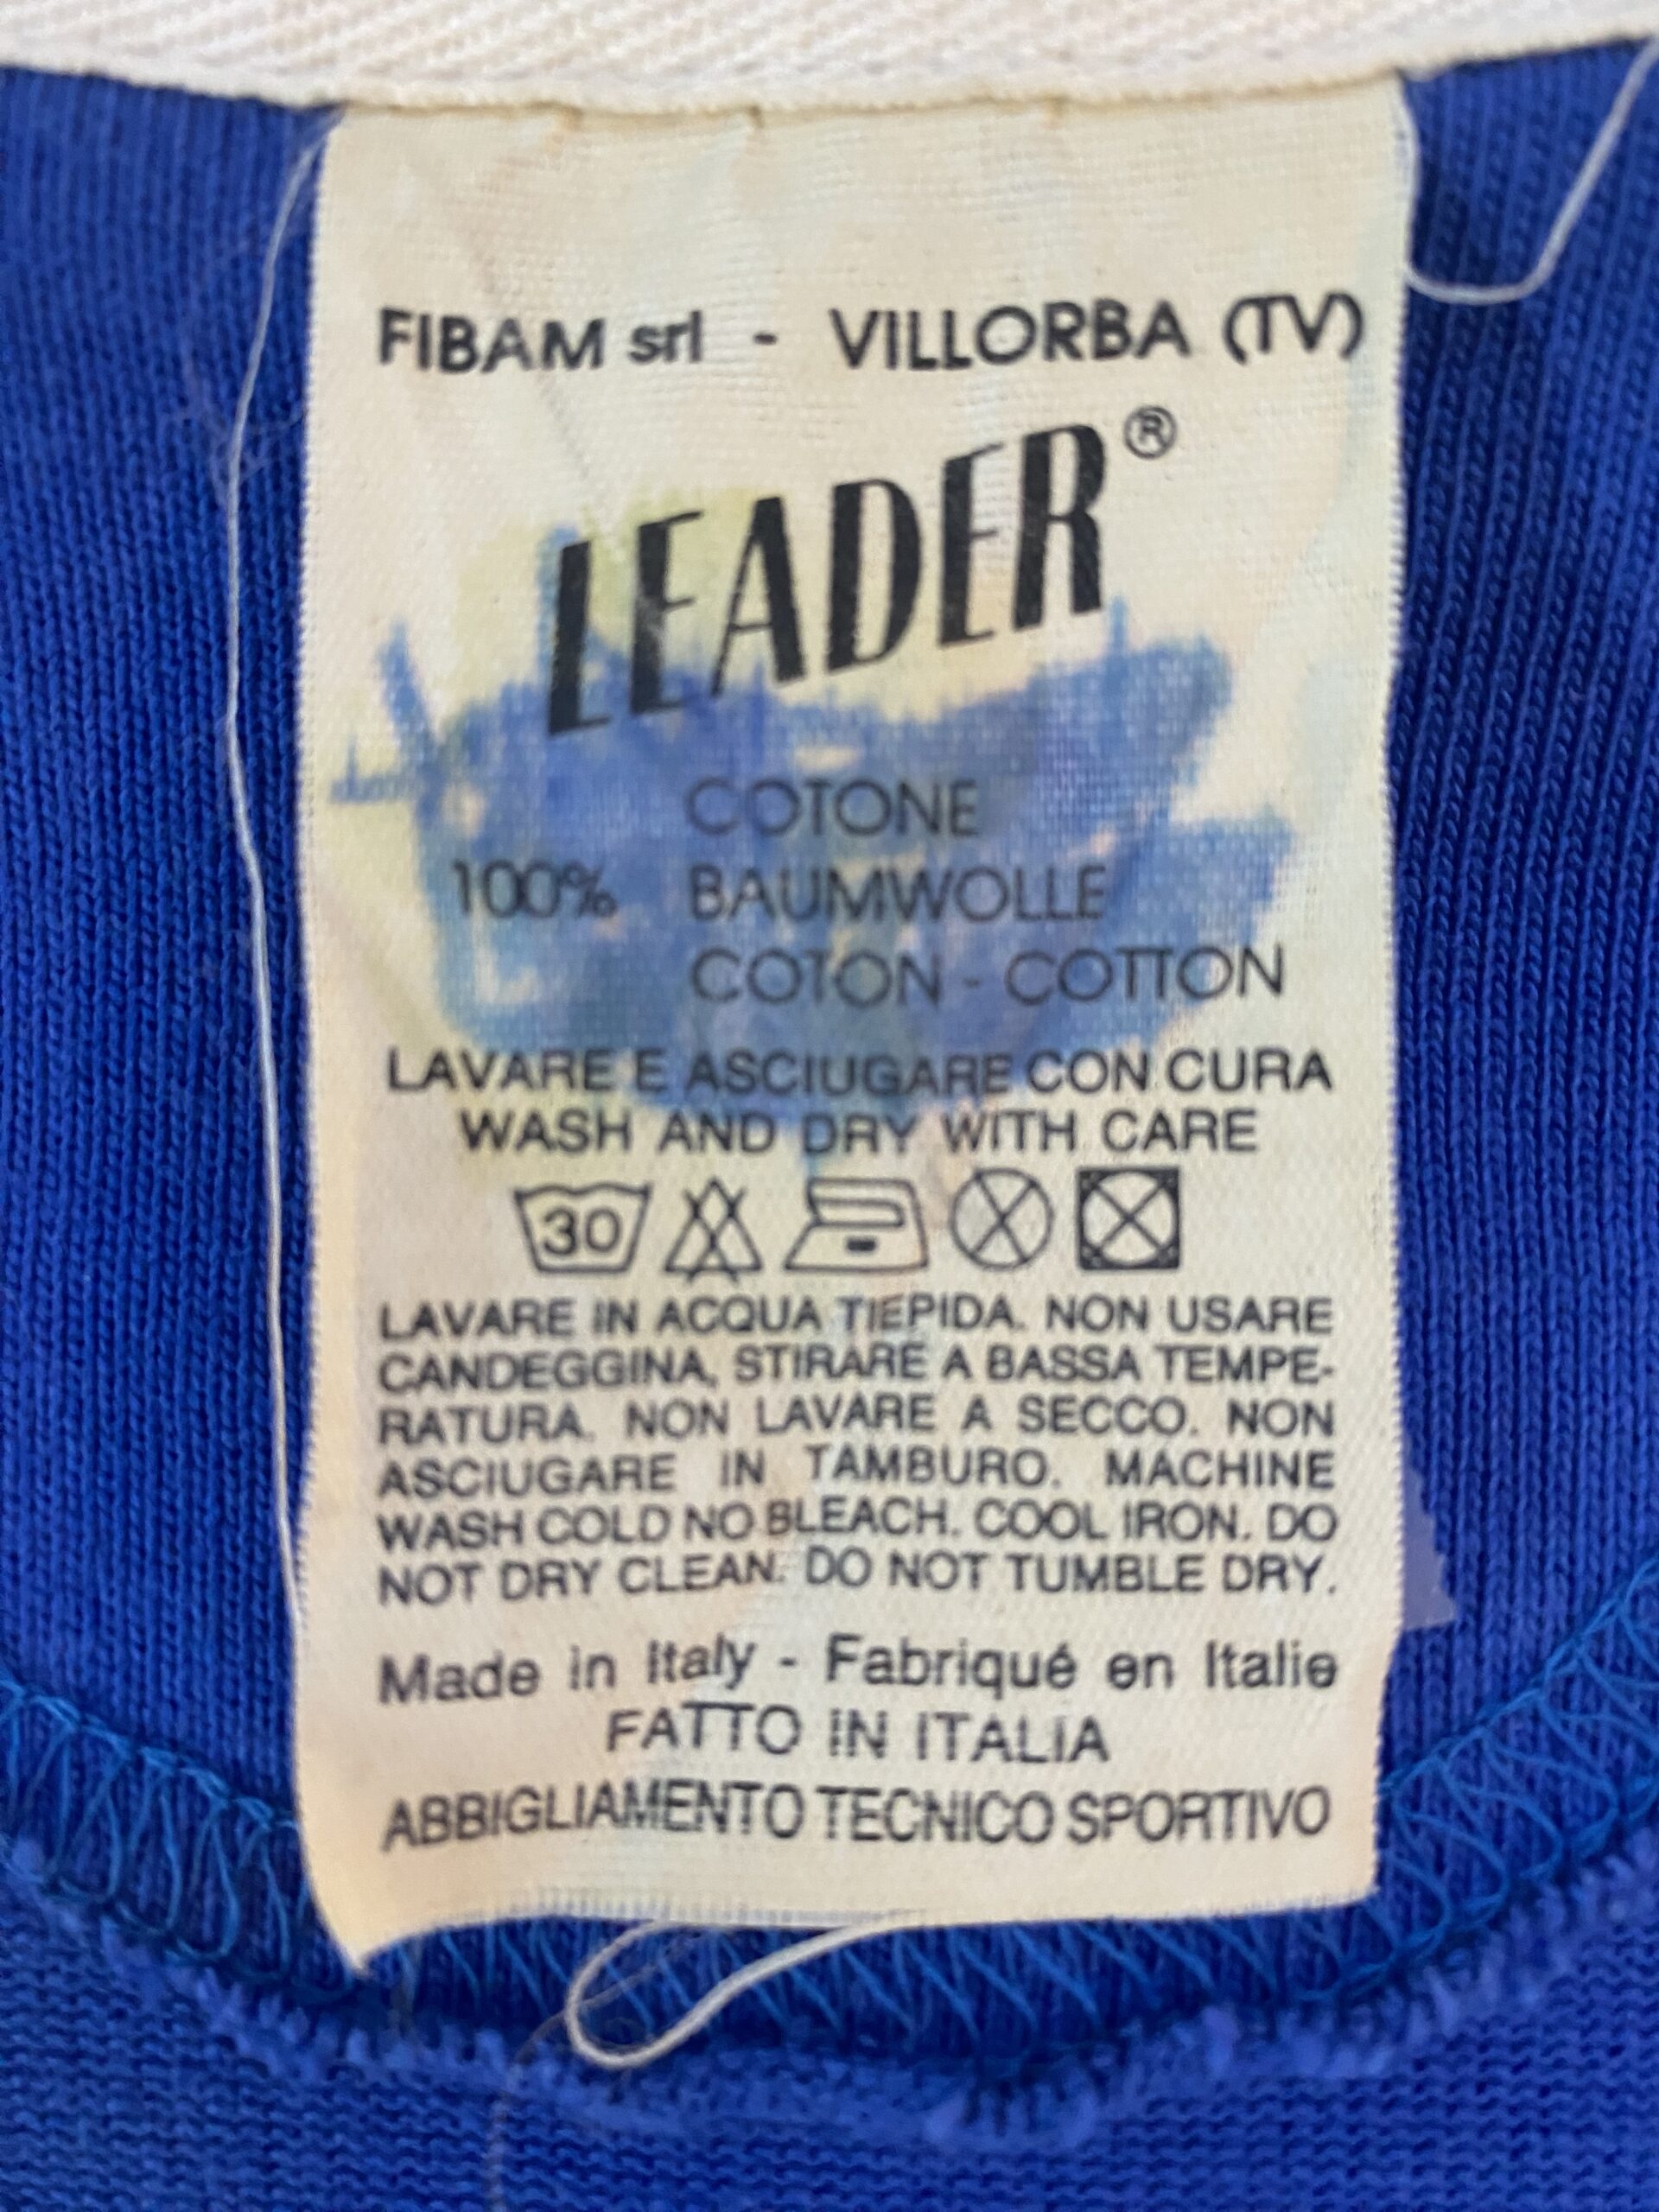 FIBAM srl - VILLORBA (TV)
LEADER®
COTONE
100% BAUMWOLLE
COTON - COTTON
LAVARE E ASCIUGARE CON CURA
WASH AND DRY WITH CARE
30
LAVARE IN ACQUA TIEPIDA. NON USARE
CANDEGGINA, STIRARE A BASSA TEMPE-
RATURA. NON LAVARE A SECCO. NON
ASCIUGARE IN TAMBURO. MACHINE
WASH COLD NO BLEACH. COOL IRON. DO
NOT DRY CLEAN. DO NOT TUMBLE DRY.
Made in Italy - Fabriqué en Italie
FATTO IN ITALIA
ABBIGLIAMENTO TECNICO SPORTIVO